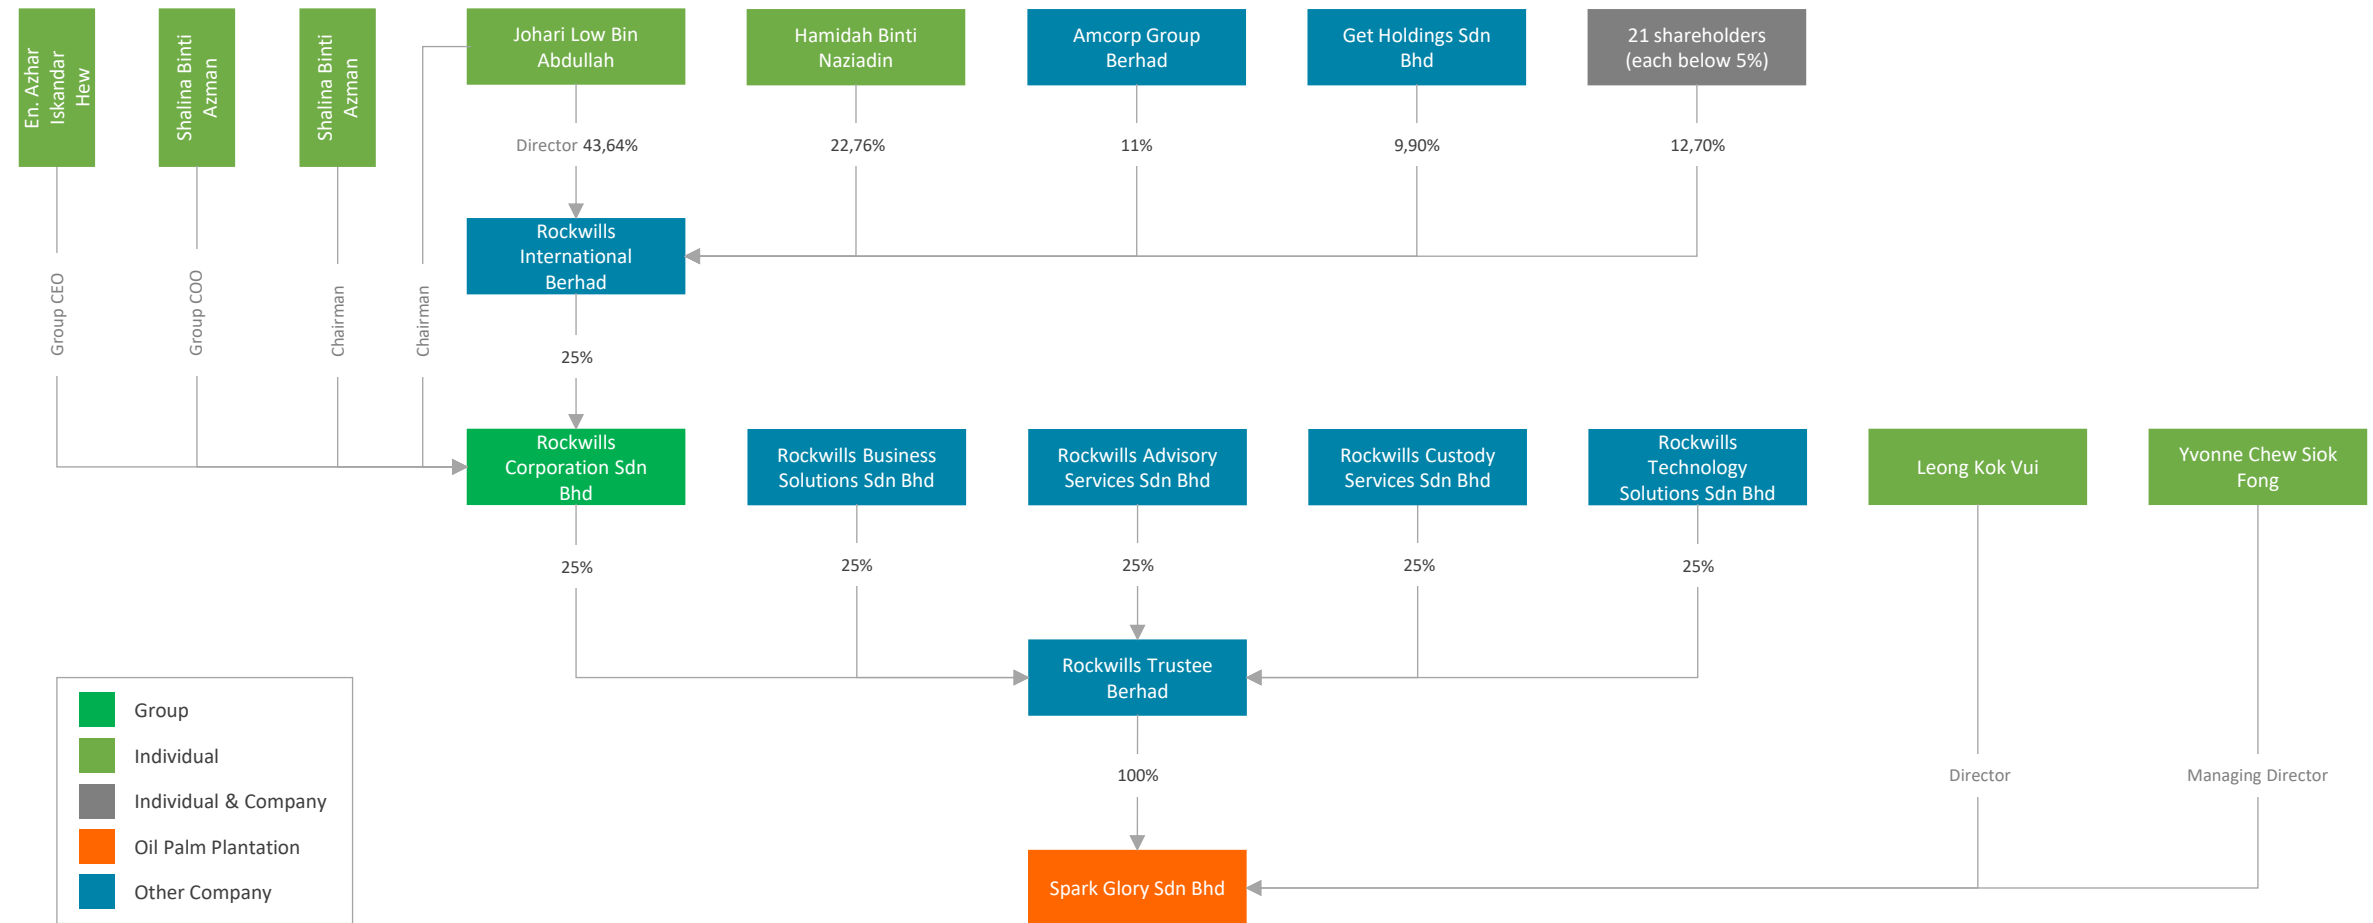 En. Azhar
Iskandar
Hew
Shalina Binti
Azman
Shalina Binti
Azman
Johari Low Bin
Abdullah
Hamidah Binti
Naziadin
Amcorp Group
Berhad
Get Holdings Sdn
Bhd
21 shareholders
(each below 5%)
Director 43,64%
22,76%
11%
9,90%
12,70%
Rockwills
International
Berhad
Group CEO
Group COO
Chairman
Chairman
25%
Rockwills
Corporation Sdn
Bhd
Rockwills Business
Solutions Sdn Bhd
Rockwills Advisory
Services Sdn Bhd
Rockwills Custody
Services Sdn Bhd
Rockwills
Technology
Solutions Sdn Bhd
Leong Kok Vui
Yvonne Chew Siok
Fong
25%
25%
25%
25%
25%
Rockwills Trustee
Berhad
100%
Director
Managing Director
Spark Glory Sdn Bhd
Group
Individual
Individual & Company
Oil Palm Plantation
Other Company